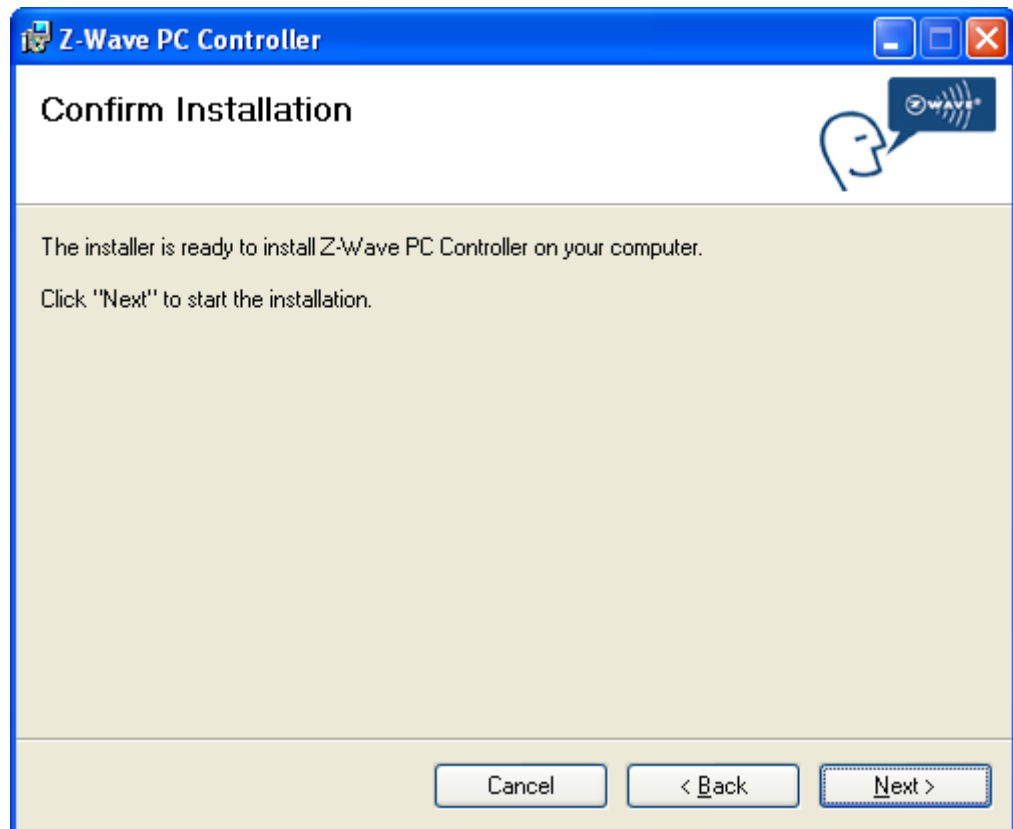 Z-Wave PC Controller
Confirm Installation
Z WAVE®
The installer is ready to install Z-Wave PC Controller on your computer.
Click "Next" to start the installation.
Cancel
< Back
Next >